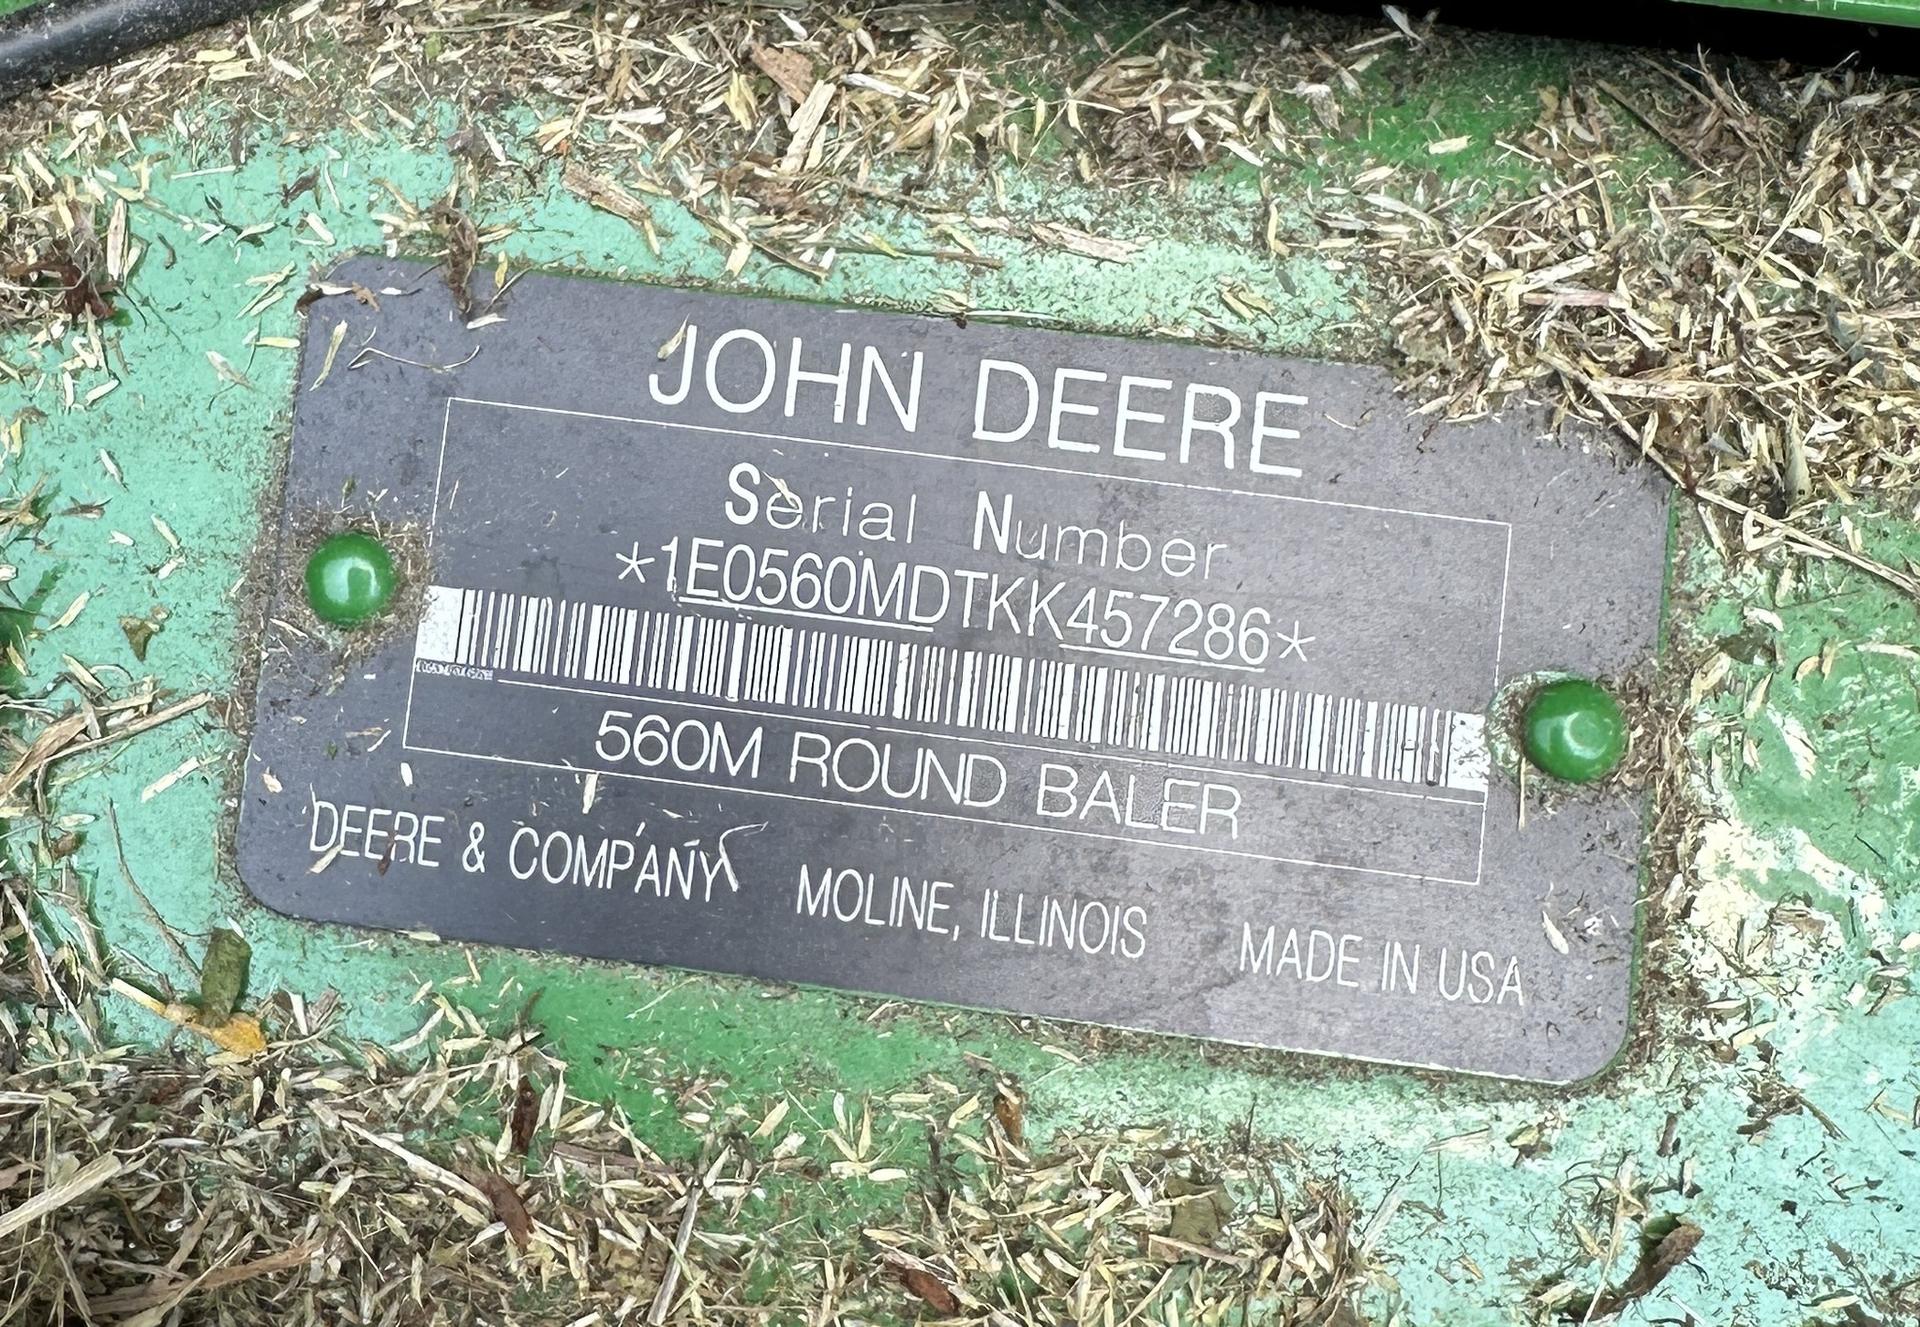 JOHN DEERE
Serial Number
*1E0560MDTKK457286*
560M ROUND BALER
DEERE & COMPANY MOLINE, ILLINOIS MADE IN USA